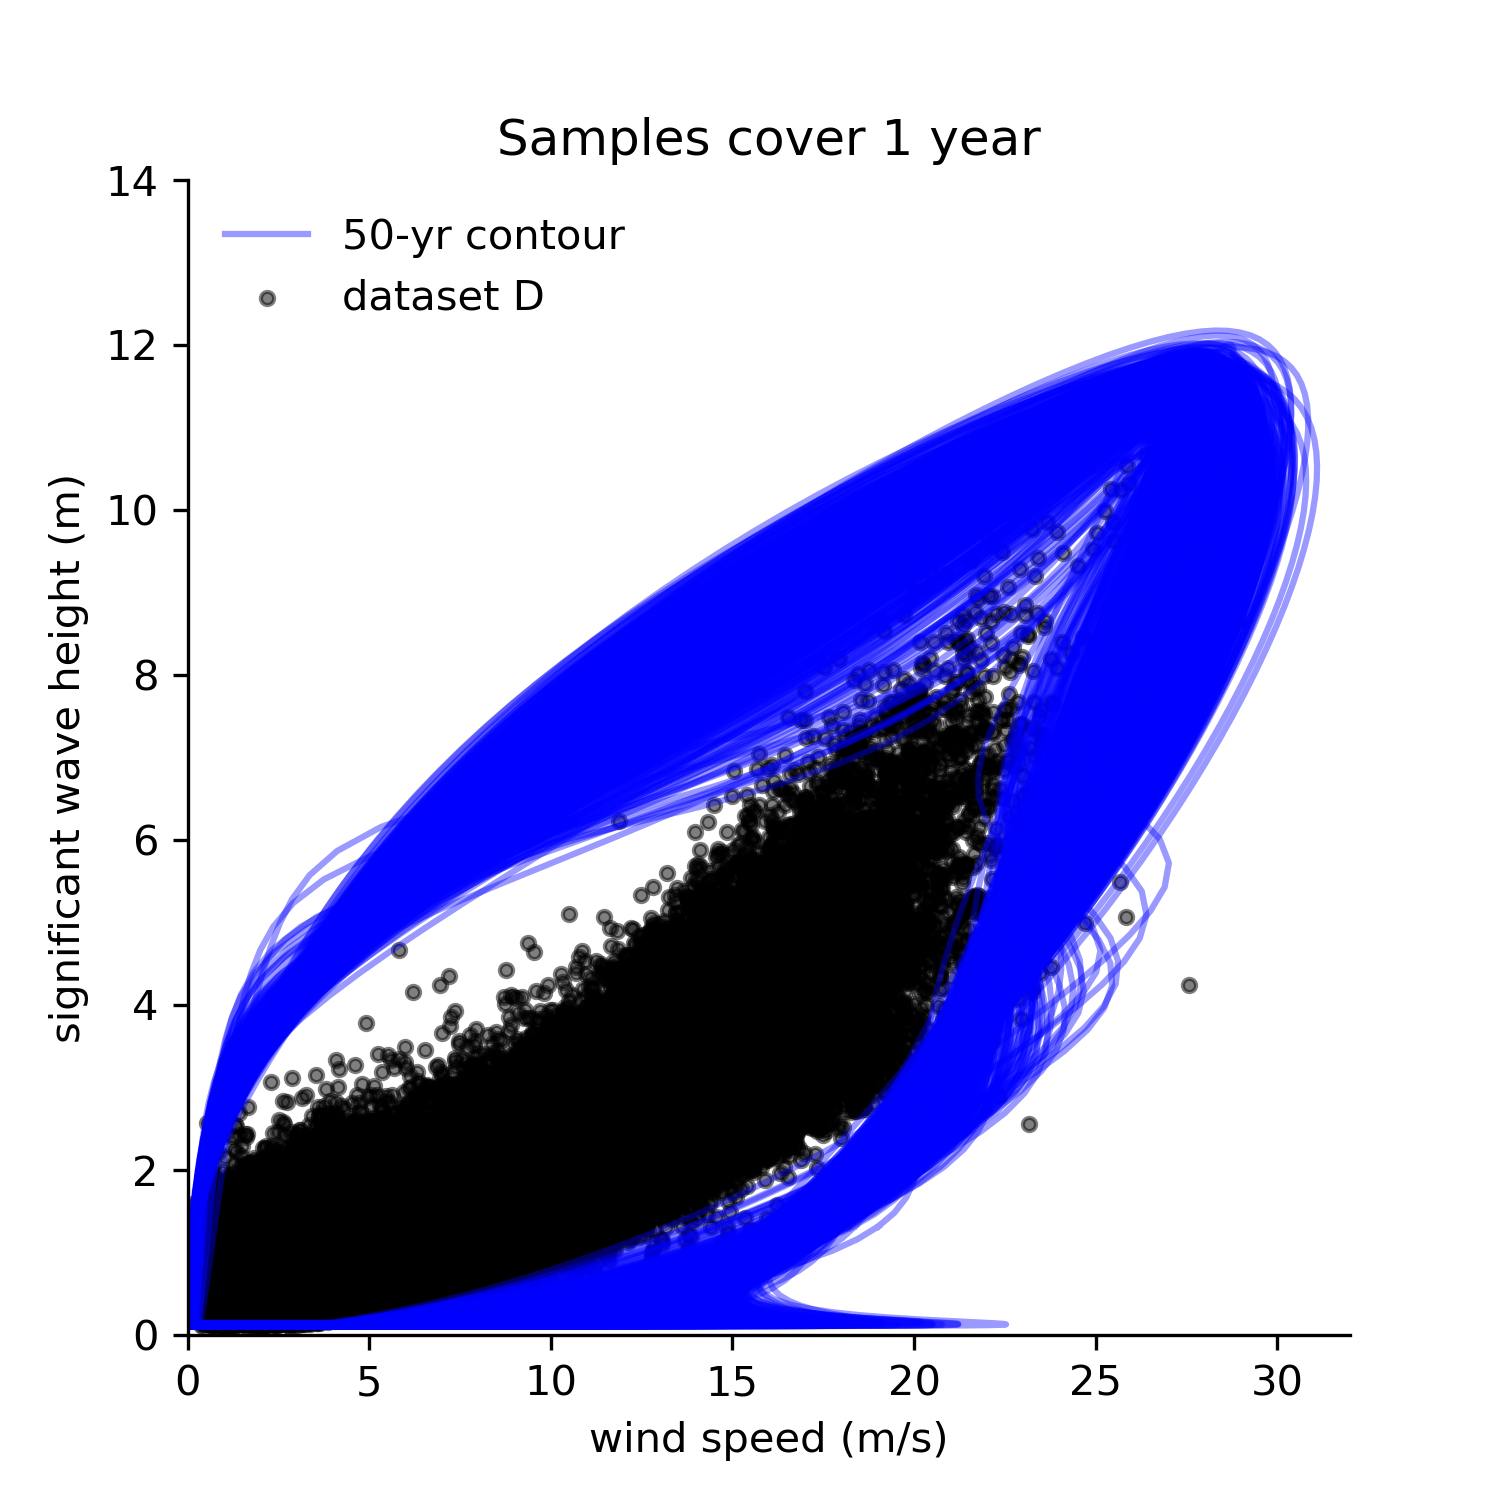 Samples cover 1 year
50-yr contour
dataset D
14
12
10
8
6
4
2
0
significant wave height (m)
0 5 10 15 20 25 30
wind speed (m/s)